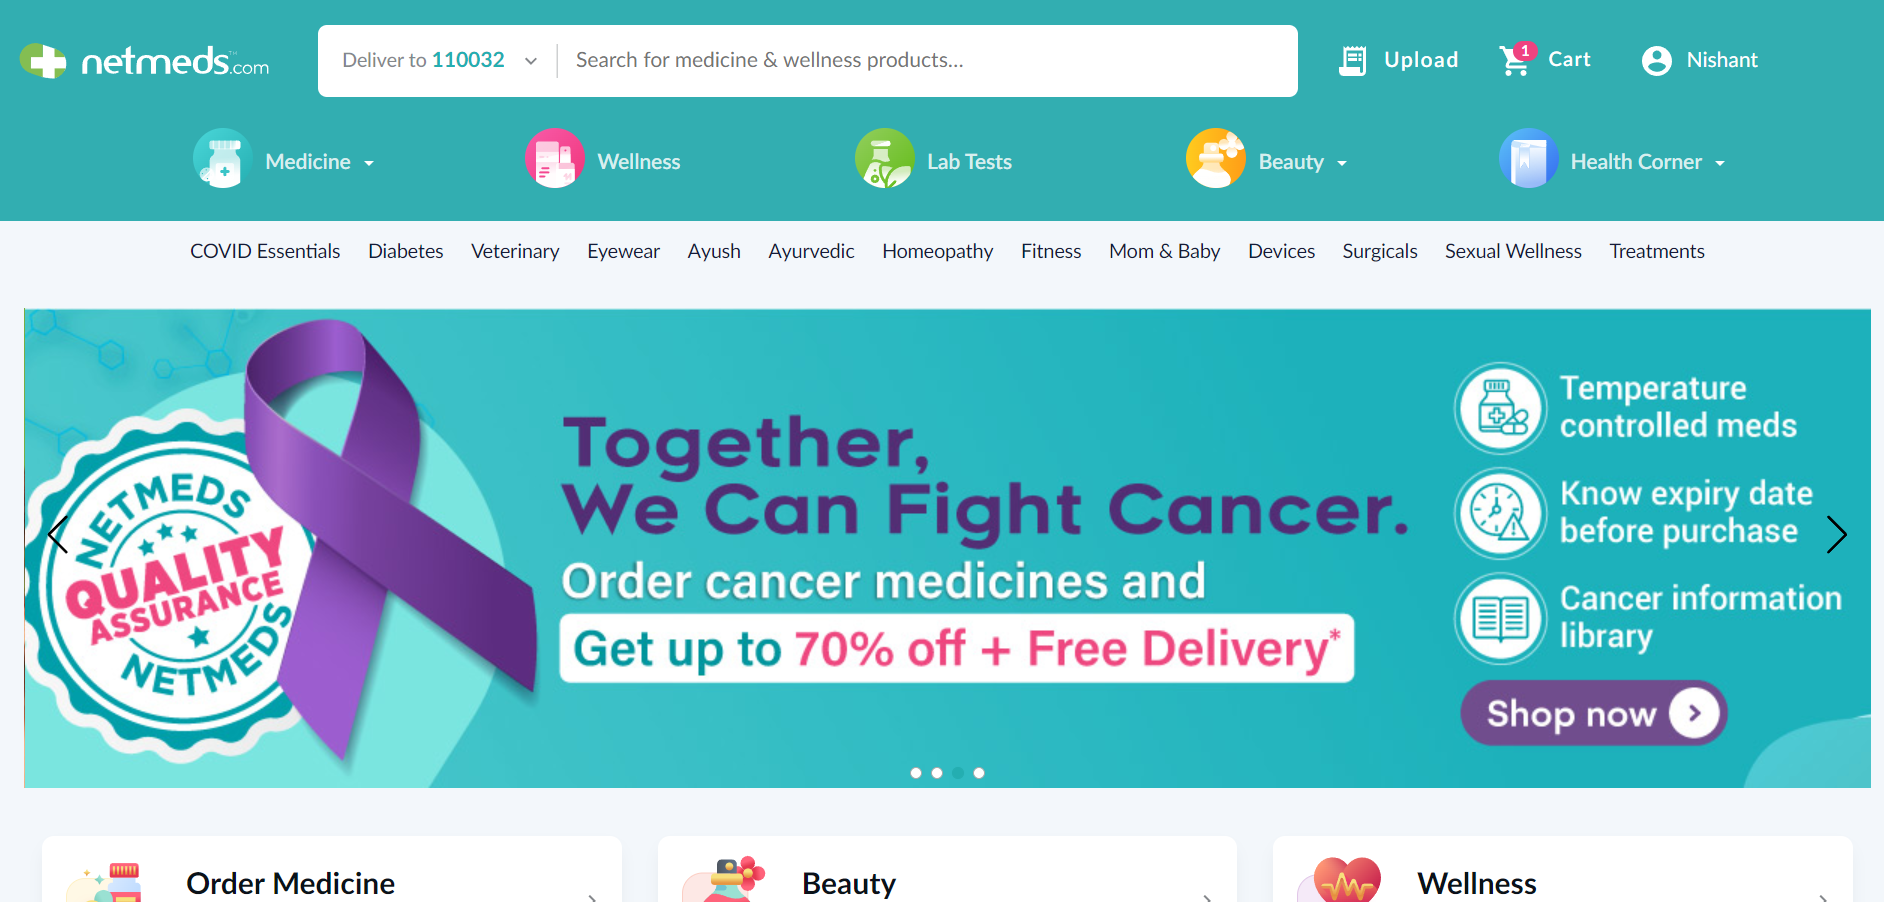 netmeds.com™
Deliver to 110032
Search for medicine & wellness products...
Upload
1
Cart
Nishant
Medicine
Wellness
Lab Tests
Beauty
Health Corner
COVID Essentials Diabetes Veterinary Eyewear Ayush Ayurvedic Homeopathy Fitness Mom & Baby Devices Surgicals Sexual Wellness Treatments
NETMEDS
QUALITY
ASSURANCE
NETMEDS
Together,
We Can Fight Cancer.
Order cancer medicines and
Get up to 70% off + Free Delivery*
Temperature
controlled meds
Know expiry date
before purchase
Cancer information
library
Shop now
Order Medicine
Beauty
Wellness